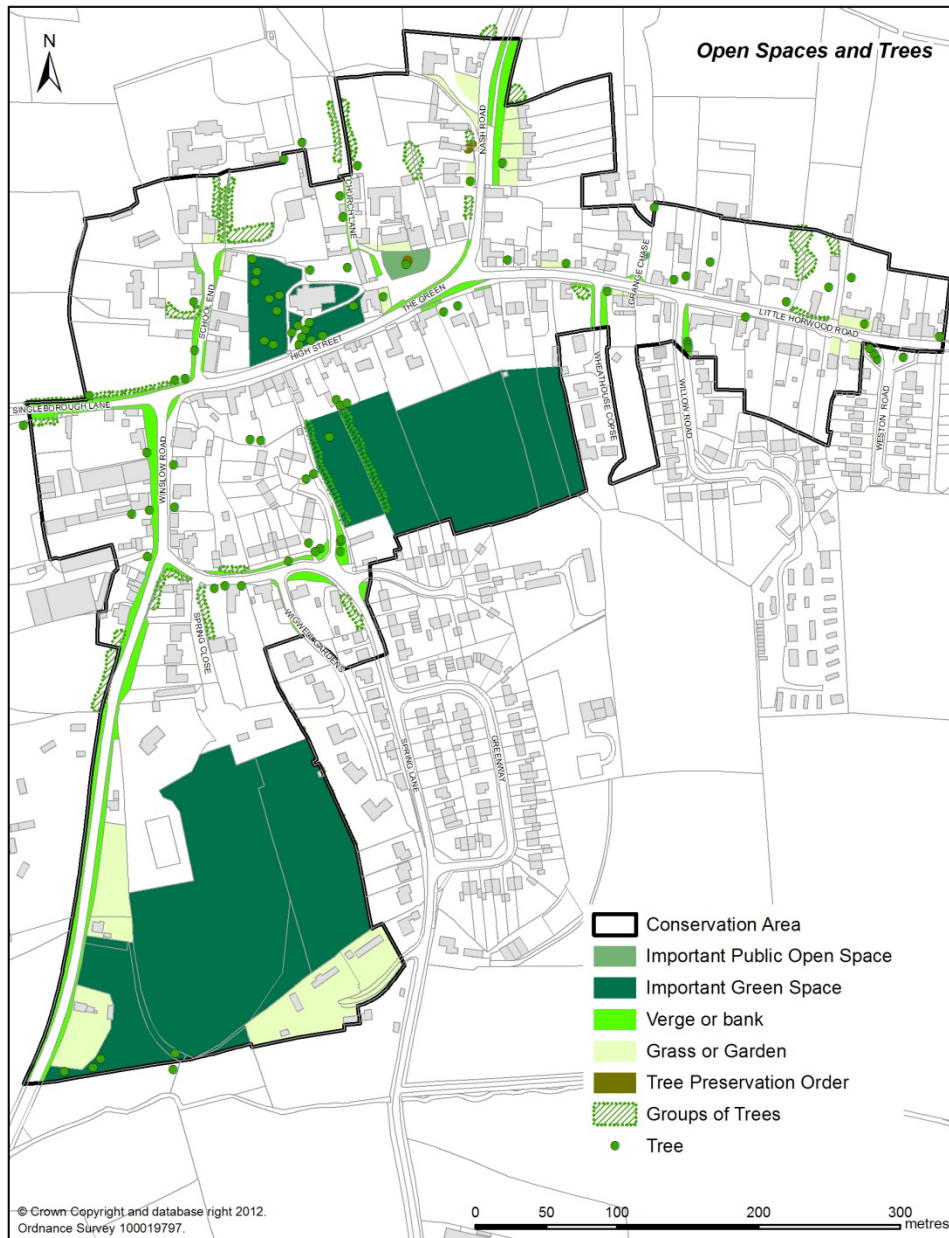 Open Spaces and Trees
N
NASH ROAD
CHURCH LANE
GRANGE CHASE
SCHOOL END
THE GREEN
LITTLE HORWOOD ROAD
HIGH STREET
WHEATHOUSE COPSE
WILLOW ROAD
WESTON ROAD
SINGLEBOROUGH LANE
WINSLOW ROAD
SPRING CLOSE
WIGWELL GARDENS
SPRING LANE
GREENWAY
Conservation Area
Important Public Open Space
Important Green Space
Verge or bank
Grass or Garden
Tree Preservation Order
Groups of Trees
Tree
© Crown Copyright and database right 2012.
Ordnance Survey 100019797.
0 50 100 200 300
metres